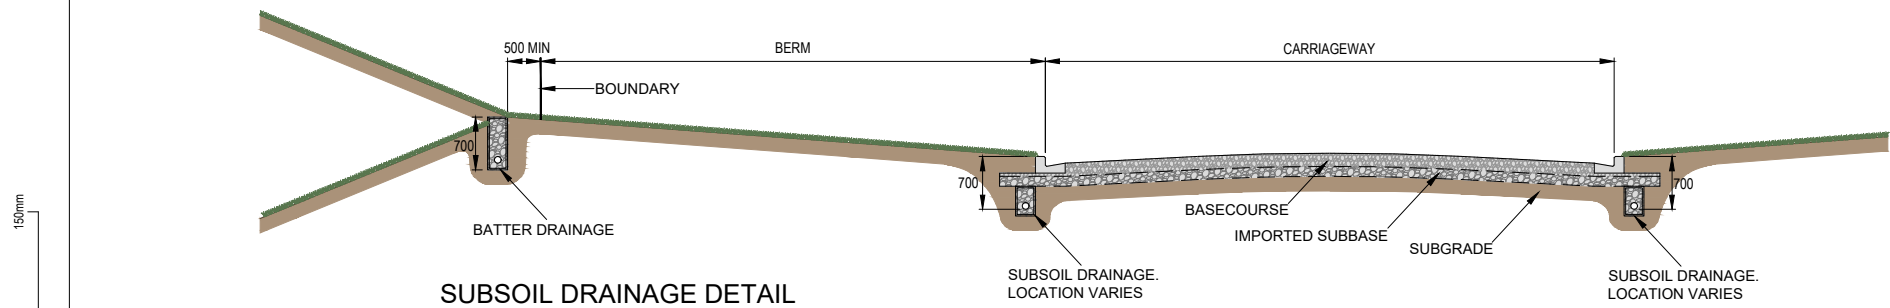 500 MIN
BERM
CARRIAGEWAY
BOUNDARY
700
700
700
BASECOURSE
IMPORTED SUBBASE
SUBGRADE
BATTER DRAINAGE
SUBSOIL DRAINAGE.
LOCATION VARIES
SUBSOIL DRAINAGE.
LOCATION VARIES
SUBSOIL DRAINAGE DETAIL
150mm